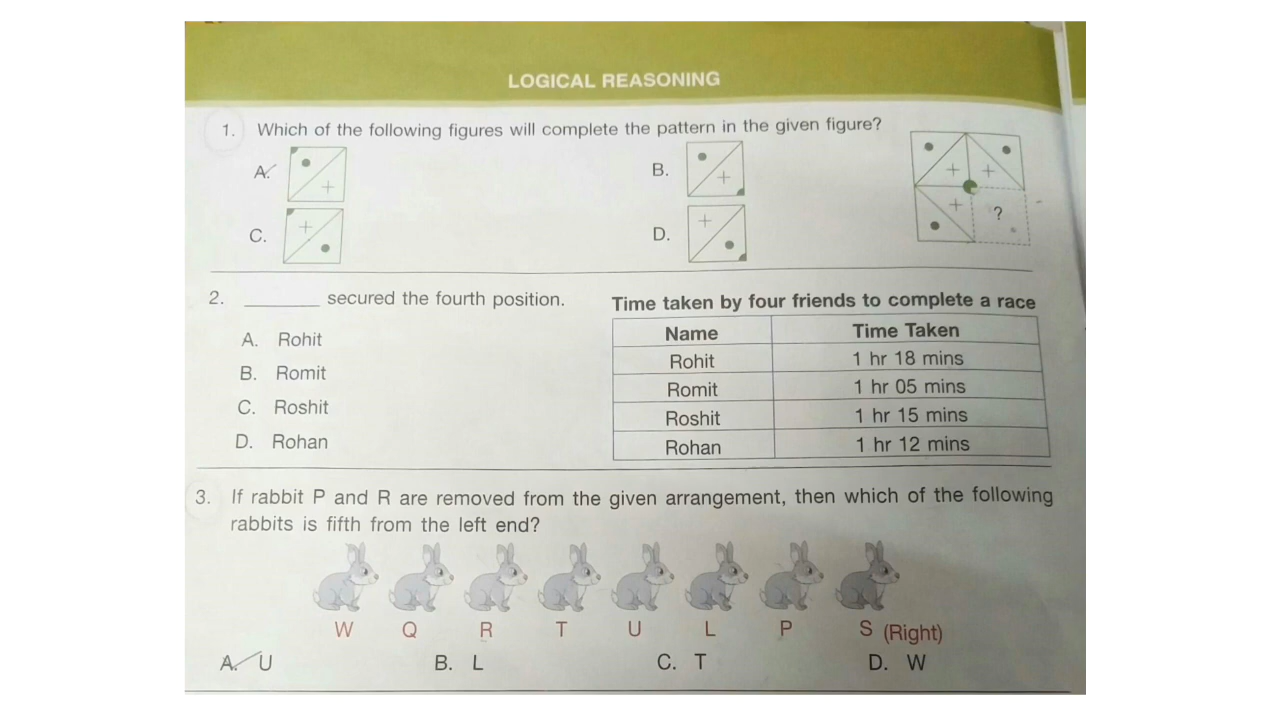 LOGICAL REASONING
1. Which of the following figures will complete the pattern in the given figure?
A. B.
?
C. D.
2. ________ secured the fourth position.
A. Rohit
B. Romit
C. Roshit
D. Rohan
Time taken by four friends to complete a race
Name Time Taken
Rohit 1 hr 18 mins
Romit 1 hr 05 mins
Roshit 1 hr 15 mins
Rohan 1 hr 12 mins
3. If rabbit P and R are removed from the given arrangement, then which of the following
rabbits is fifth from the left end?
W Q R T U L P S (Right)
A. U B. L C. T D. W